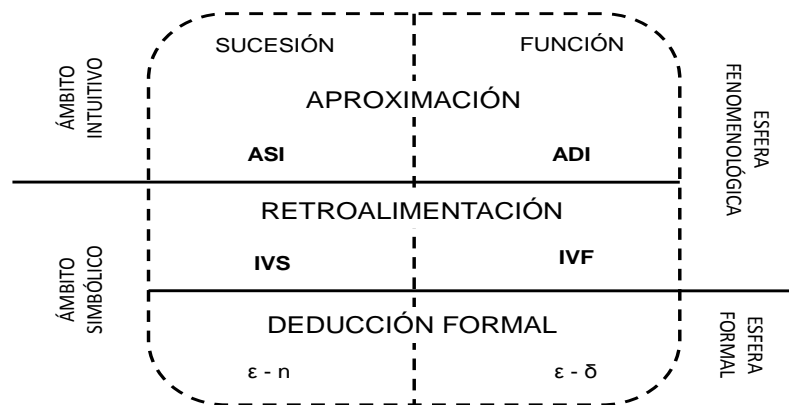 SUCESIÓN
FUNCIÓN
ÁMBITO
INTUITIVO
APROXIMACIÓN
ESFERA
FENOMENOLÓGICA
ASI
ADI
RETROALIMENTACIÓN
IVS
IVF
ÁMBITO
SIMBÓLICO
DEDUCCIÓN FORMAL
ESFERA
FORMAL
ε - n
ε - δ